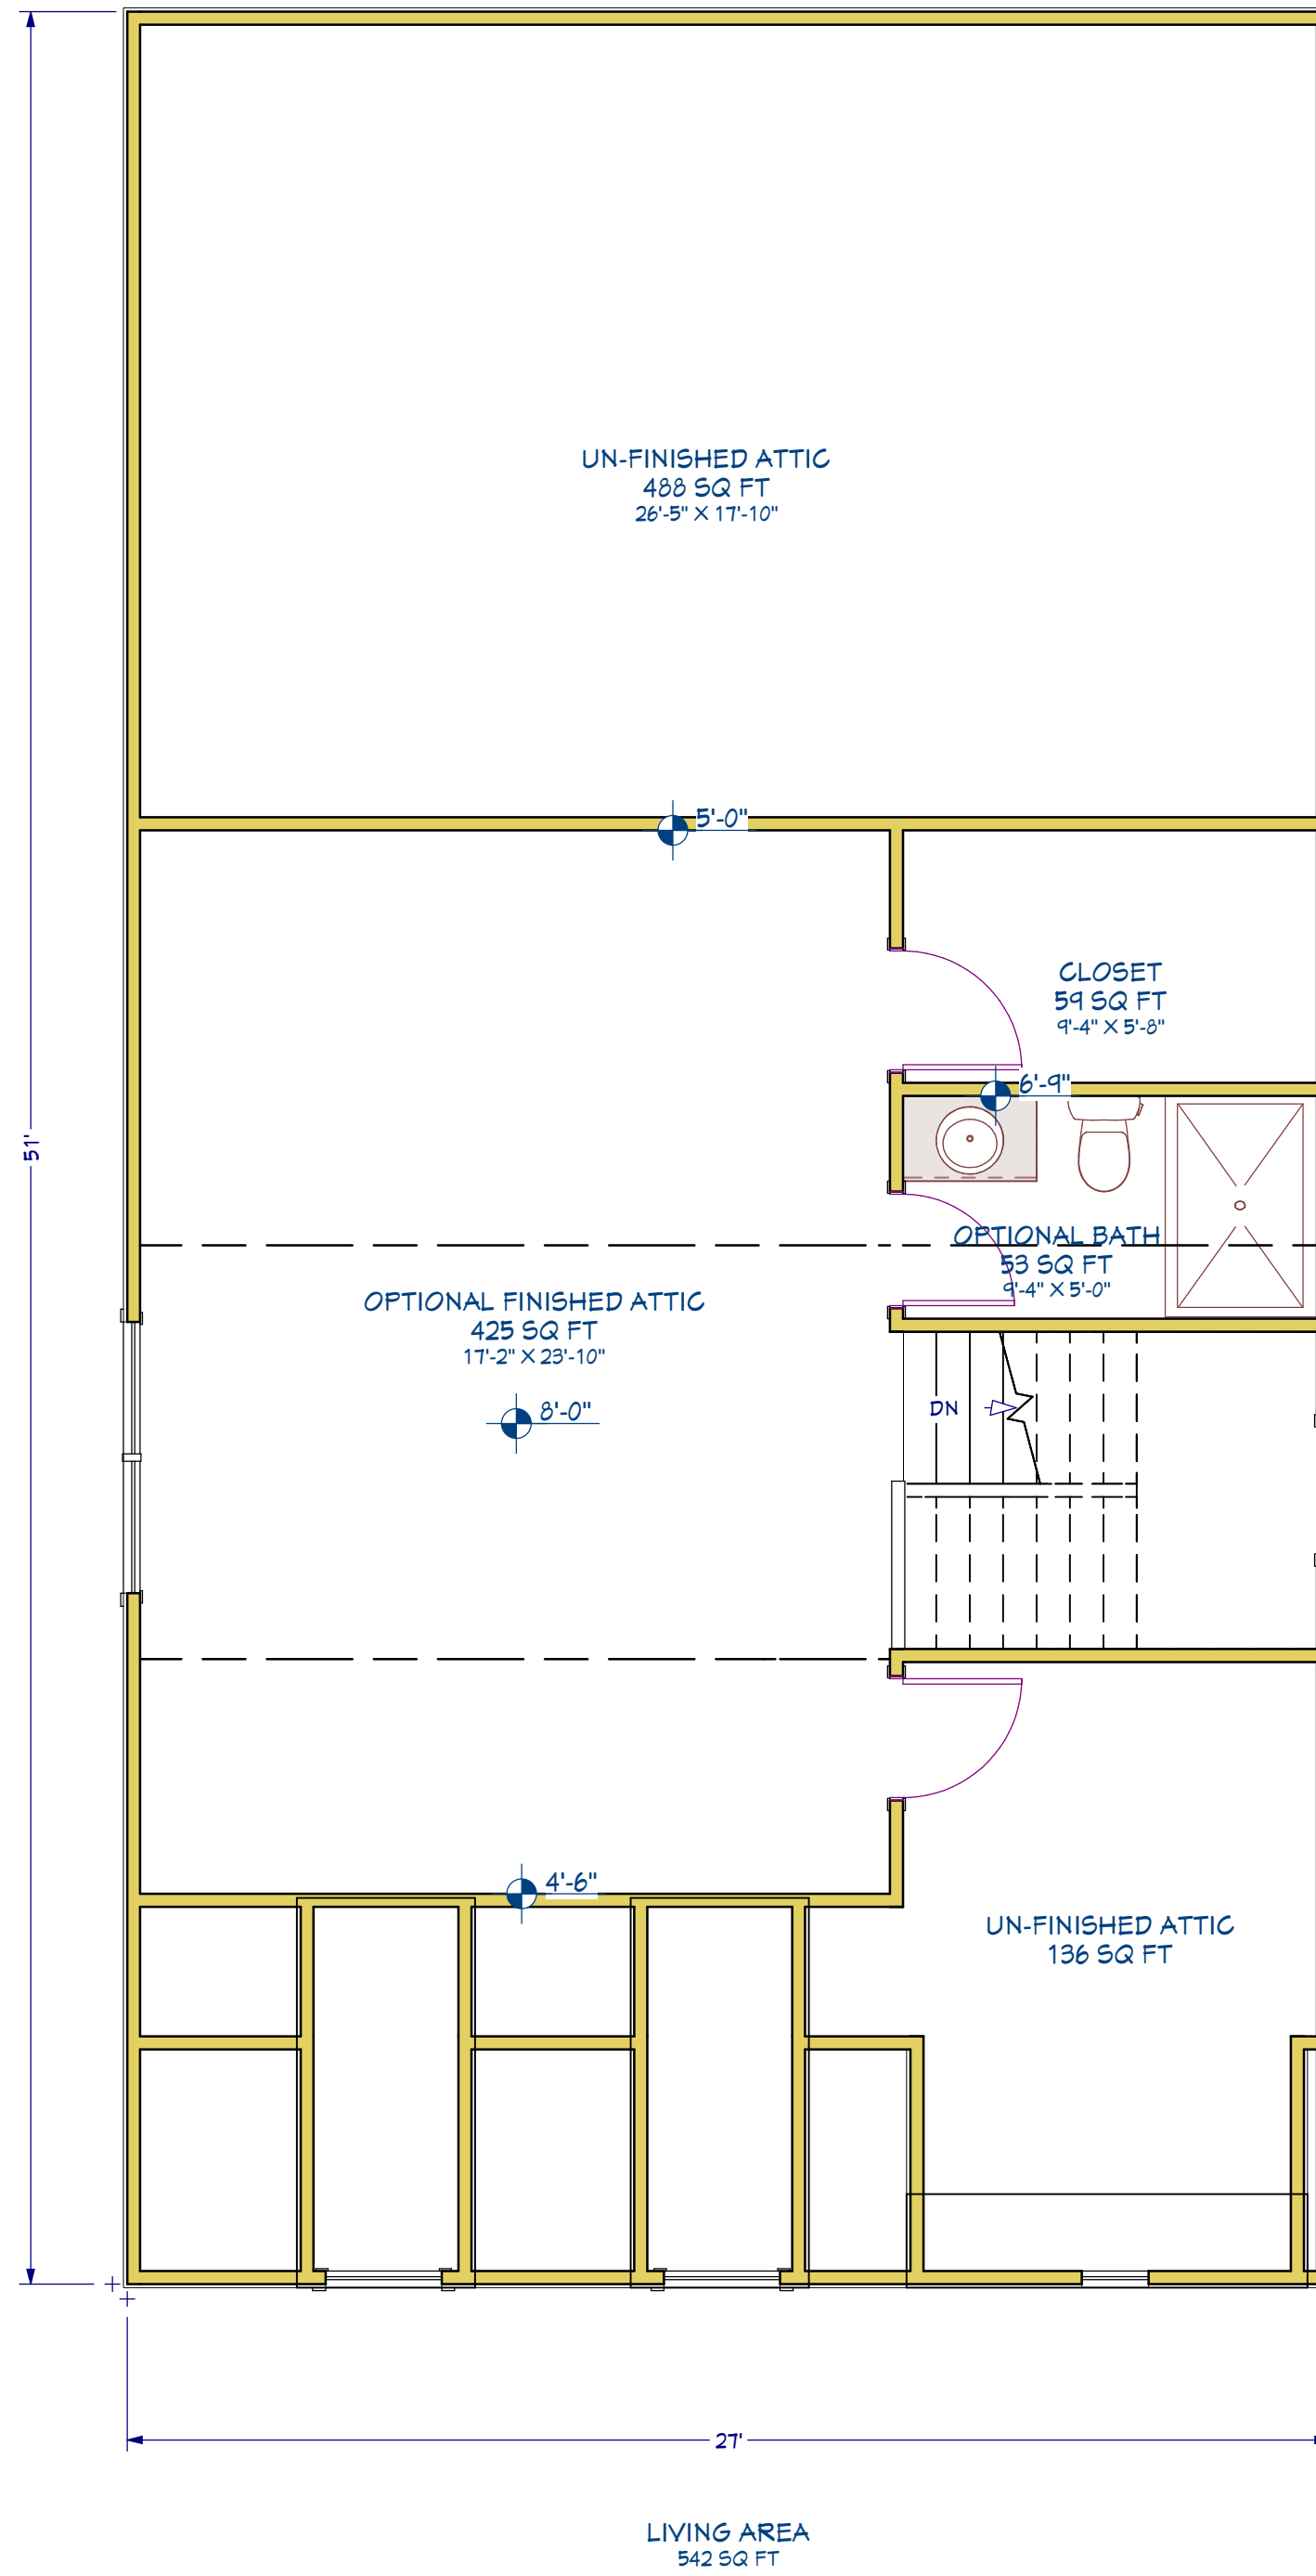 UN-FINISHED ATTIC
488 SQ FT
26'-5" X 17'-10"
5'-0"
CLOSET
59 SQ FT
9'-4" X 5'-8"
6'-9"
51'
OPTIONAL BATH
53 SQ FT
9'-4" X 5'-0"
OPTIONAL FINISHED ATTIC
425 SQ FT
17'-2" X 23'-10"
8'-0"
DN
4'-6"
UN-FINISHED ATTIC
136 SQ FT
27'
LIVING AREA
542 SQ FT